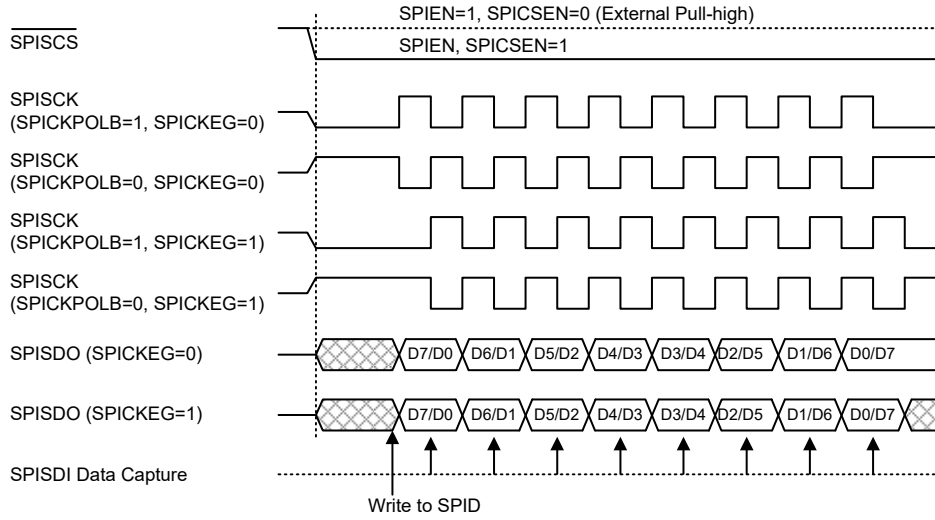 SPIEN=1, SPICSEN=0 (External Pull-high)
SPISCS
SPIEN, SPICSEN=1
SPISCK
(SPICKPOLB=1, SPICKEG=0)
SPISCK
(SPICKPOLB=0, SPICKEG=0)
SPISCK
(SPICKPOLB=1, SPICKEG=1)
SPISCK
(SPICKPOLB=0, SPICKEG=1)
SPISDO (SPICKEG=0) D7/D0 D6/D1 D5/D2 D4/D3 D3/D4 D2/D5 D1/D6 D0/D7
SPISDO (SPICKEG=1) D7/D0 D6/D1 D5/D2 D4/D3 D3/D4 D2/D5 D1/D6 D0/D7
SPISDI Data Capture
Write to SPID